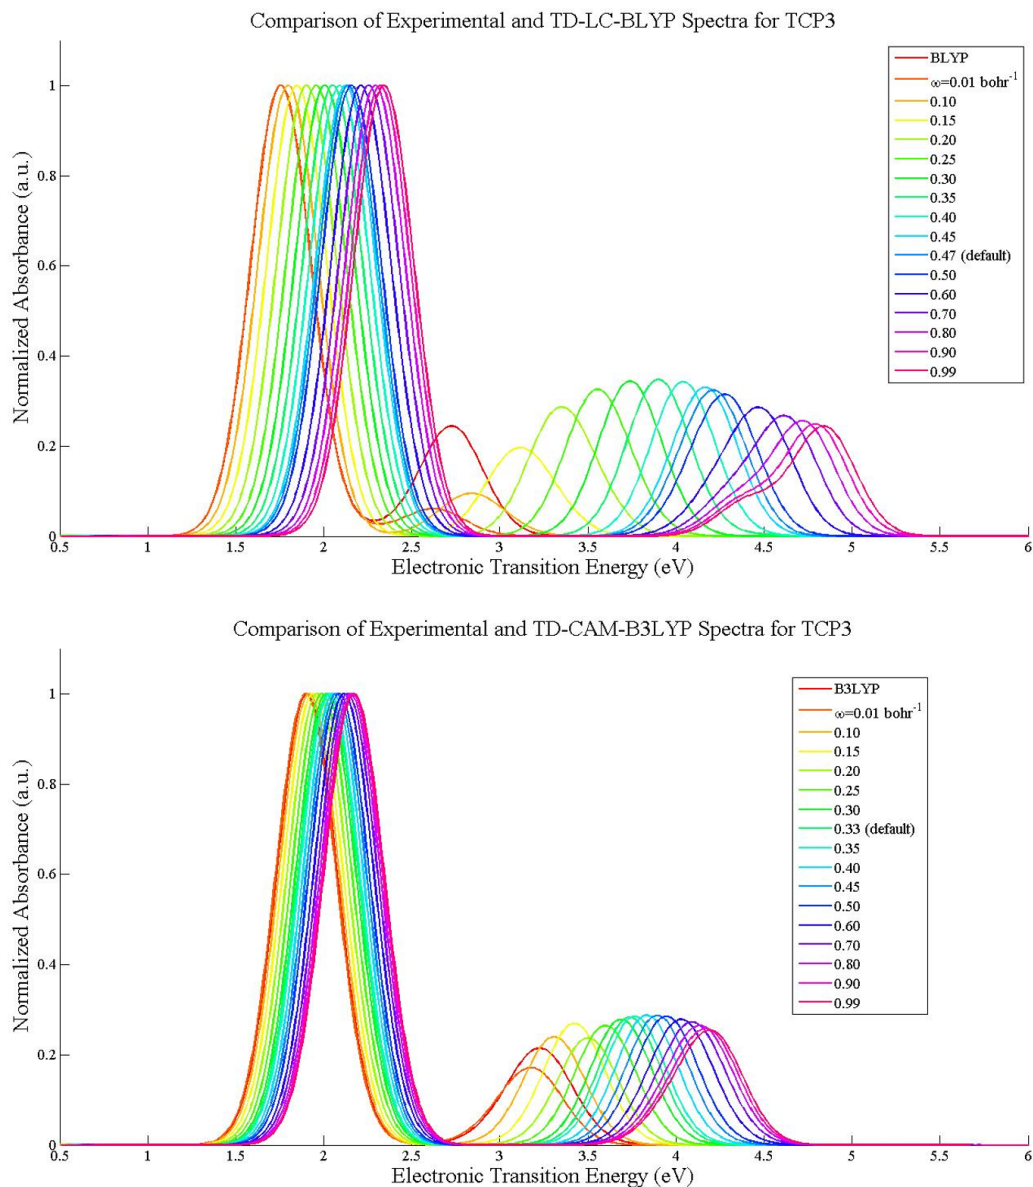 Comparison of Experimental and TD-LC-BLYP Spectra for TCP3
Normalized Absorbance (a.u.)
1
0.8
0.6
0.4
0.2
0
0.5 1 1.5 2 2.5 3 3.5 4 4.5 5 5.5 6
Electronic Transition Energy (eV)
BLYP
ω=0.01 bohr⁻¹
0.10
0.15
0.20
0.25
0.30
0.35
0.40
0.45
0.47 (default)
0.50
0.60
0.70
0.80
0.90
0.99
Comparison of Experimental and TD-CAM-B3LYP Spectra for TCP3
Normalized Absorbance (a.u.)
1
0.8
0.6
0.4
0.2
0
0.5 1 1.5 2 2.5 3 3.5 4 4.5 5 5.5 6
Electronic Transition Energy (eV)
B3LYP
ω=0.01 bohr⁻¹
0.10
0.15
0.20
0.25
0.30
0.33 (default)
0.35
0.40
0.45
0.50
0.60
0.70
0.80
0.90
0.99